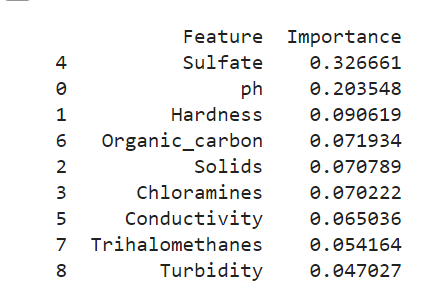 Feature Importance
4 Sulfate 0.326661
0 ph 0.203548
1 Hardness 0.090619
6 Organic_carbon 0.071934
2 Solids 0.070789
3 Chloramines 0.070222
5 Conductivity 0.065036
7 Trihalomethanes 0.054164
8 Turbidity 0.047027